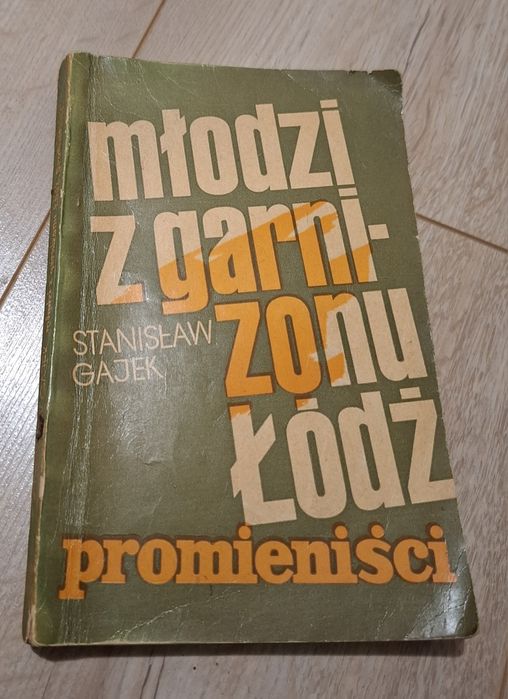 młodzi
z garni-
zonu
STANISŁAW
GAJEK
Łódź
promieniści